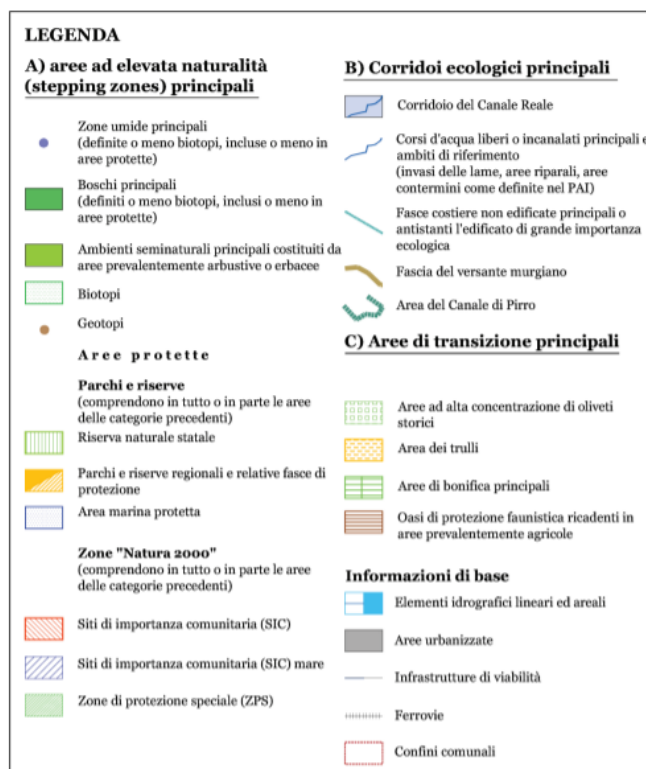 LEGENDA
A) aree ad elevata naturalità
(stepping zones) principali
Zone umide principali
(definite o meno biotopi, incluse o meno in
aree protette)
Boschi principali
(definiti o meno biotopi, inclusi o meno in
aree protette)
Ambienti seminaturali principali costituiti da
aree prevalentemente arbustive o erbacee
Biotopi
Geotopi
Aree protette
Parchi e riserve
(comprendono in tutto o in parte le aree
delle categorie precedenti)
Riserva naturale statale
Parchi e riserve regionali e relative fasce di
protezione
Area marina protetta
Zone "Natura 2000"
(comprendono in tutto o in parte le aree
delle categorie precedenti)
Siti di importanza comunitaria (SIC)
Siti di importanza comunitaria (SIC) mare
Zone di protezione speciale (ZPS)
B) Corridoi ecologici principali
Corridoio del Canale Reale
Corsi d'acqua liberi o incanalati principali e
ambiti di riferimento
(invasi delle lame, aree riparali, aree
contermini come definite nel PAI)
Fasce costiere non edificate principali o
antistanti l'edificato di grande importanza
ecologica
Fascia del versante murgiano
Area del Canale di Pirro
C) Aree di transizione principali
Aree ad alta concentrazione di oliveti
storici
Area dei trulli
Aree di bonifica principali
Oasi di protezione faunistica ricadenti in
aree prevalentemente agricole
Informazioni di base
Elementi idrografici lineari ed areali
Aree urbanizzate
Infrastrutture di viabilità
Ferrovie
Confini comunali